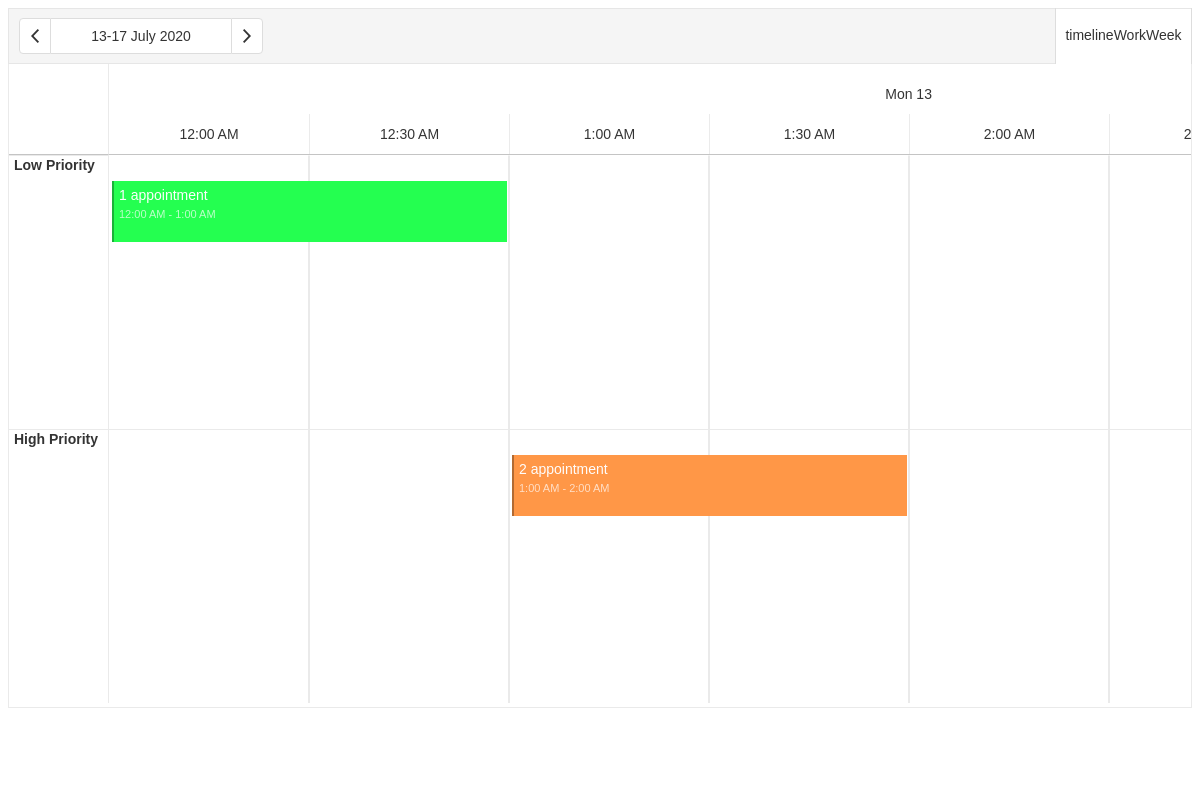 13-17 July 2020
timelineWorkWeek
Mon 13
12:00 AM
12:30 AM
1:00 AM
1:30 AM
2:00 AM
2
Low Priority
1 appointment
12:00 AM - 1:00 AM
High Priority
2 appointment
1:00 AM - 2:00 AM